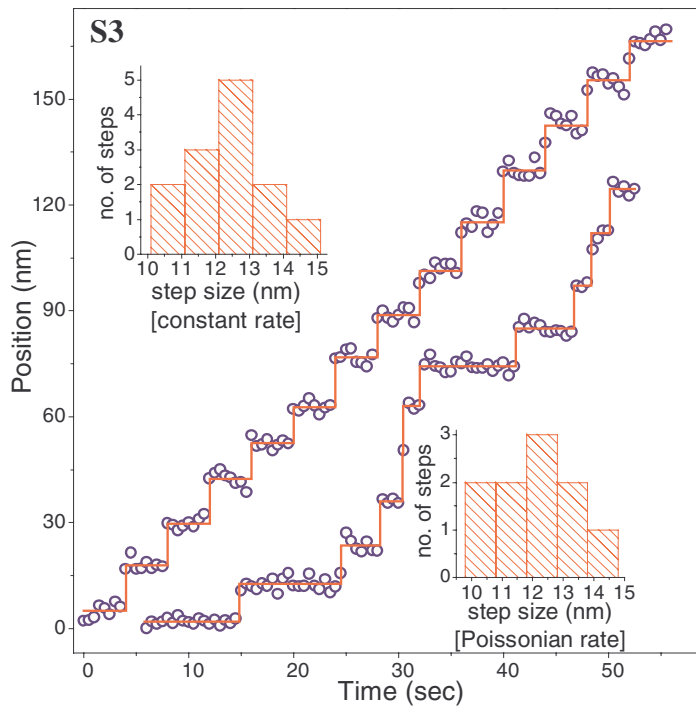 S3
no. of steps
5
4
3
2
1
0
10 11 12 13 14 15
step size (nm)
[constant rate]
no. of steps
3
2
1
0
10 11 12 13 14 15
step size (nm)
[Poissonian rate]
Position (nm)
150
120
90
60
30
0
0 10 20 30 40 50
Time (sec)